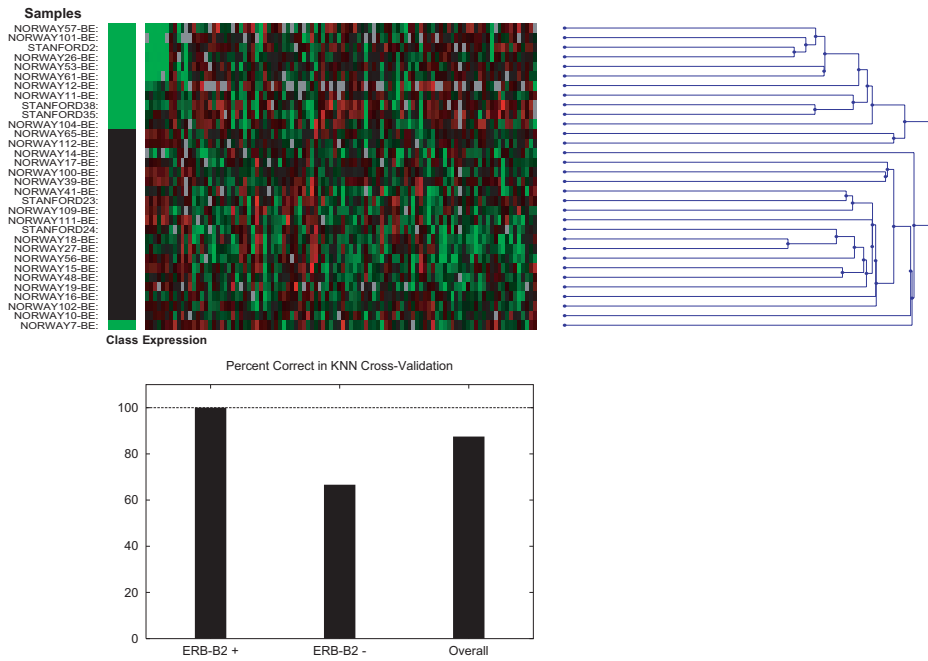 Samples
NORWAY57-BE:
NORWAY101-BE:
STANFORD2:
NORWAY26-BE:
NORWAY53-BE:
NORWAY61-BE:
NORWAY12-BE:
NORWAY11-BE:
STANFORD38:
STANFORD35:
NORWAY104-BE:
NORWAY65-BE:
NORWAY112-BE:
NORWAY14-BE:
NORWAY17-BE:
NORWAY100-BE:
NORWAY39-BE:
NORWAY41-BE:
STANFORD23:
NORWAY109-BE:
NORWAY111-BE:
STANFORD24:
NORWAY18-BE:
NORWAY27-BE:
NORWAY56-BE:
NORWAY15-BE:
NORWAY48-BE:
NORWAY19-BE:
NORWAY16-BE:
NORWAY102-BE:
NORWAY10-BE:
NORWAY7-BE:
Class Expression
Percent Correct in KNN Cross-Validation
100
80
60
40
20
0
ERB-B2 + ERB-B2 - Overall